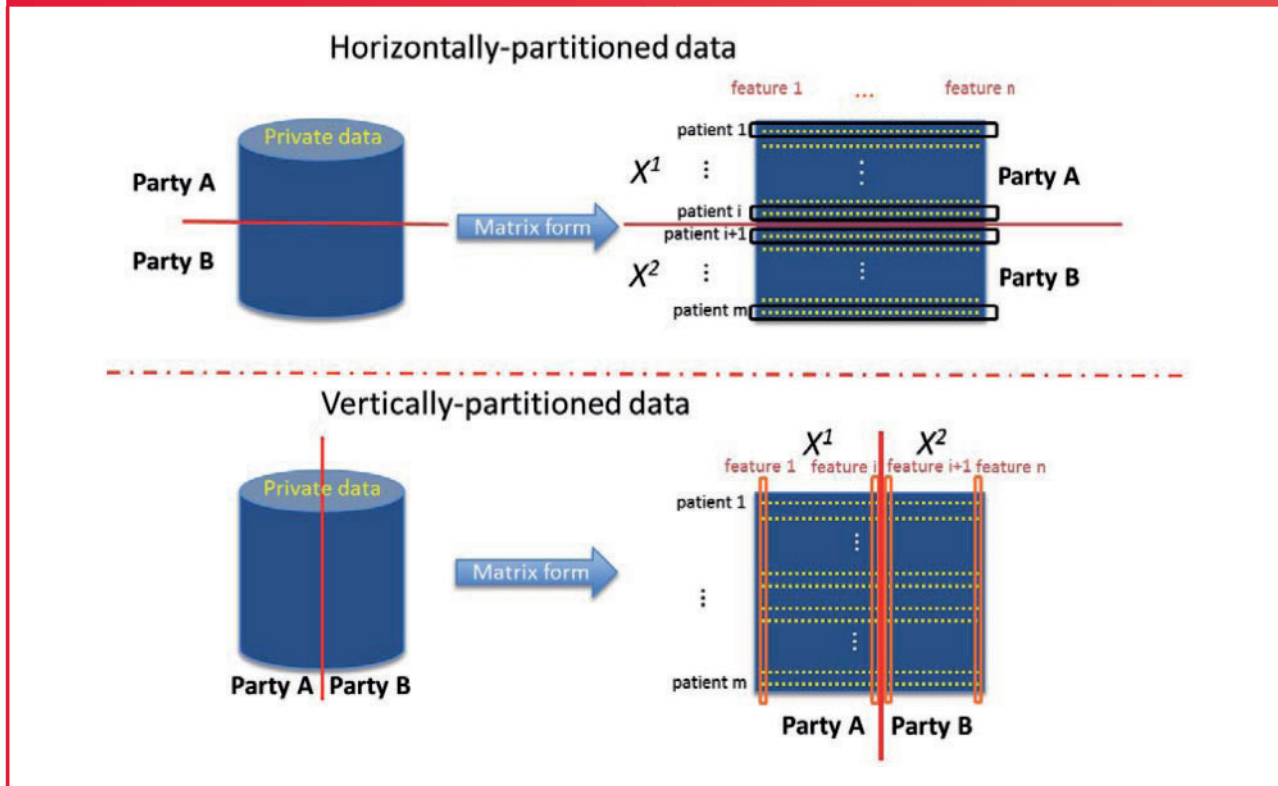 Horizontally-partitioned data
feature 1 ... feature n
Private data
patient 1
Party A
X¹ ⋮ ⋮ Party A
patient i
Matrix form
patient i+1
Party B
X² ⋮ ⋮ Party B
patient m
Vertically-partitioned data
X¹ X²
feature 1 feature i feature i+1 feature n
Private data
patient 1
⋮
Matrix form
⋮
⋮
patient m
Party A Party B
Party A Party B